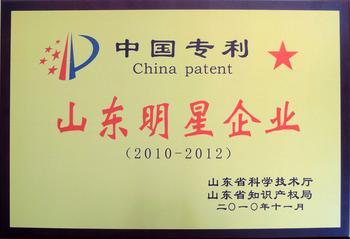 中国专利
China patent
山东明星企业
(2010-2012)
山东省科学技术厅
山东省知识产权局
二〇一〇年十一月